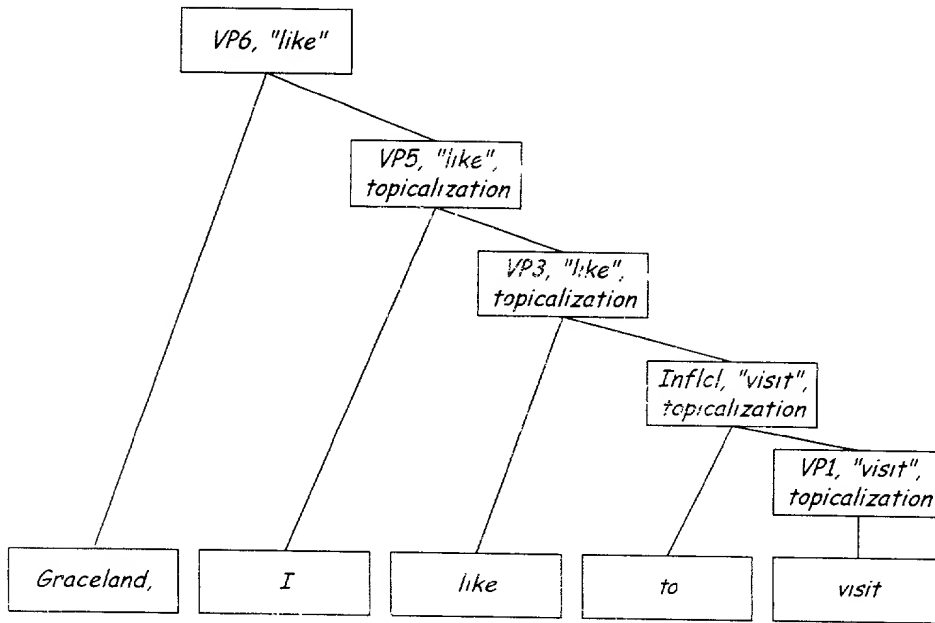 VP6, "like"
VP5, "like",
topicalization
VP3, "like",
topicalization
Inflcl, "visit",
topicalization
VP1, "visit",
topicalization
Graceland,
I
like
to
visit